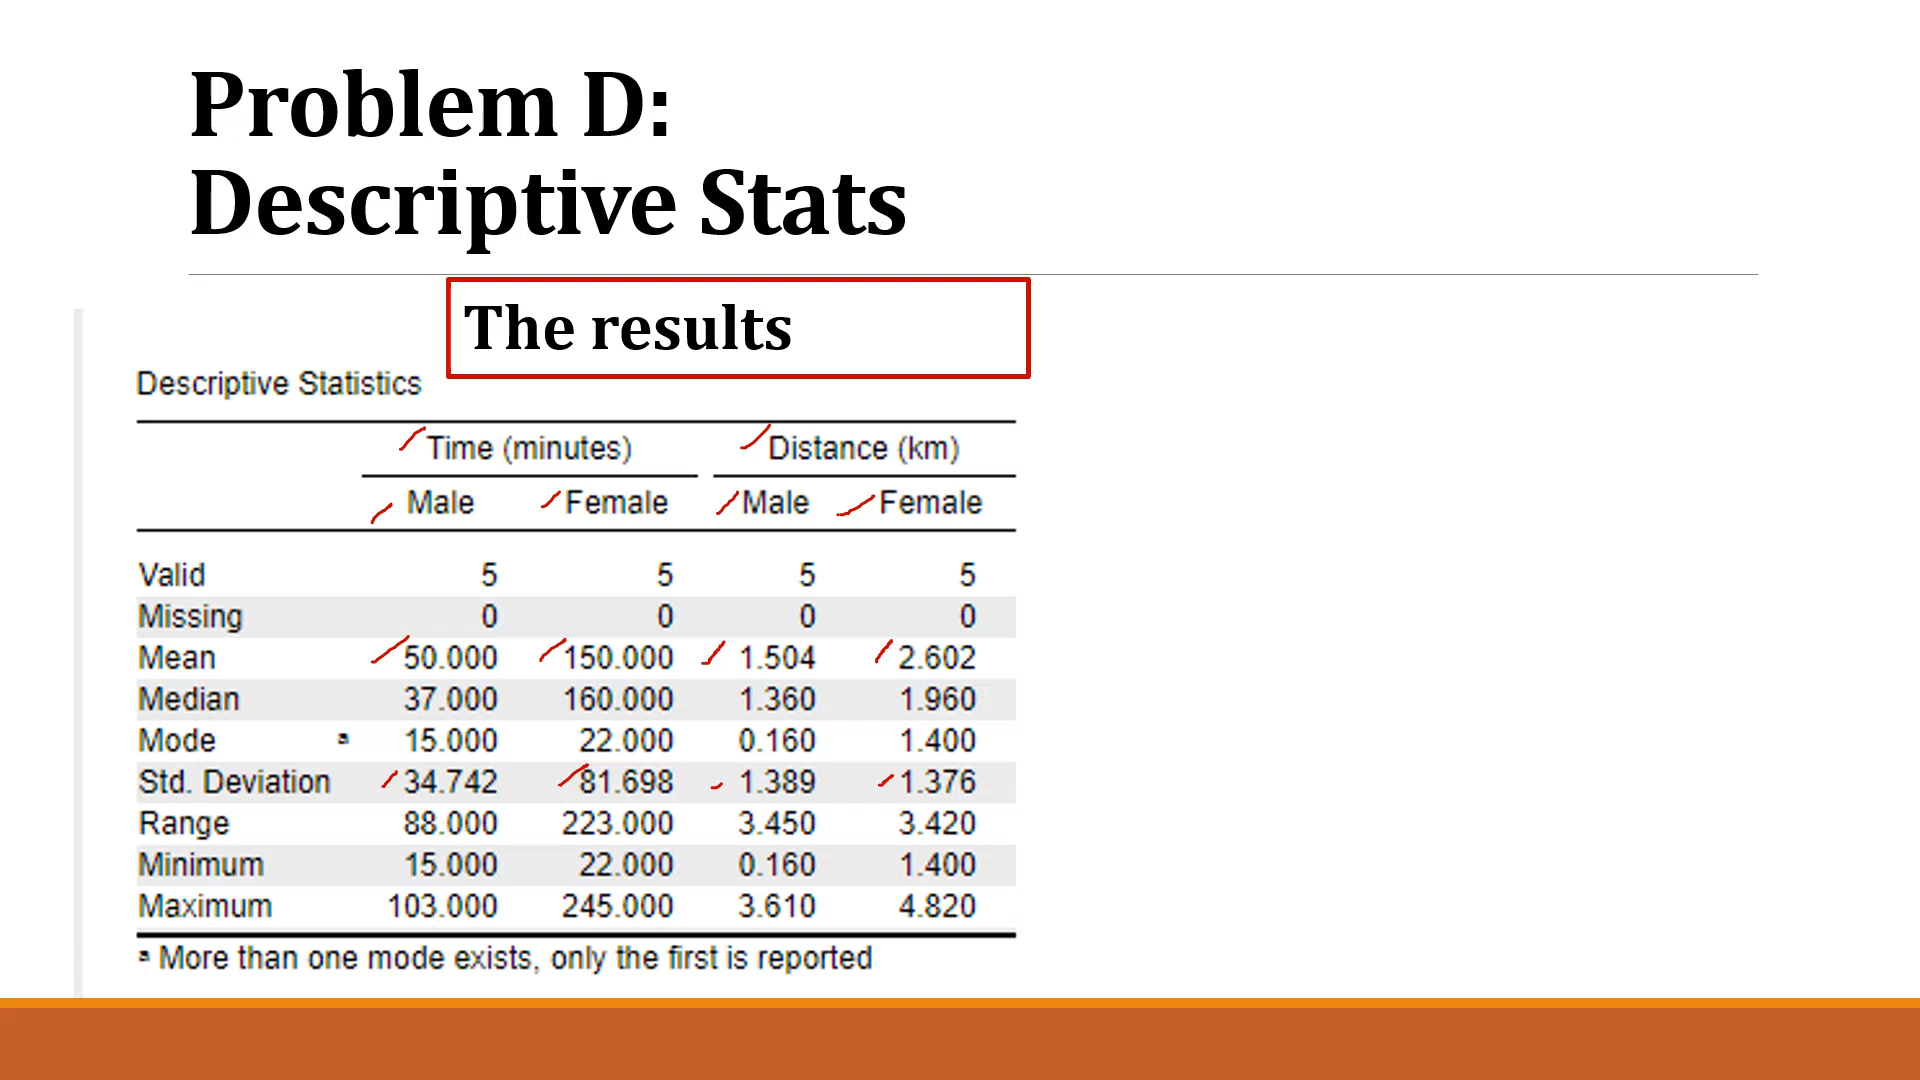 Problem D:
Descriptive Stats
The results
Descriptive Statistics
Time (minutes) Distance (km)
Male Female Male Female
Valid 5 5 5 5
Missing 0 0 0 0
Mean 50.000 150.000 1.504 2.602
Median 37.000 160.000 1.360 1.960
Mode ª 15.000 22.000 0.160 1.400
Std. Deviation 34.742 81.698 1.389 1.376
Range 88.000 223.000 3.450 3.420
Minimum 15.000 22.000 0.160 1.400
Maximum 103.000 245.000 3.610 4.820
ª More than one mode exists, only the first is reported